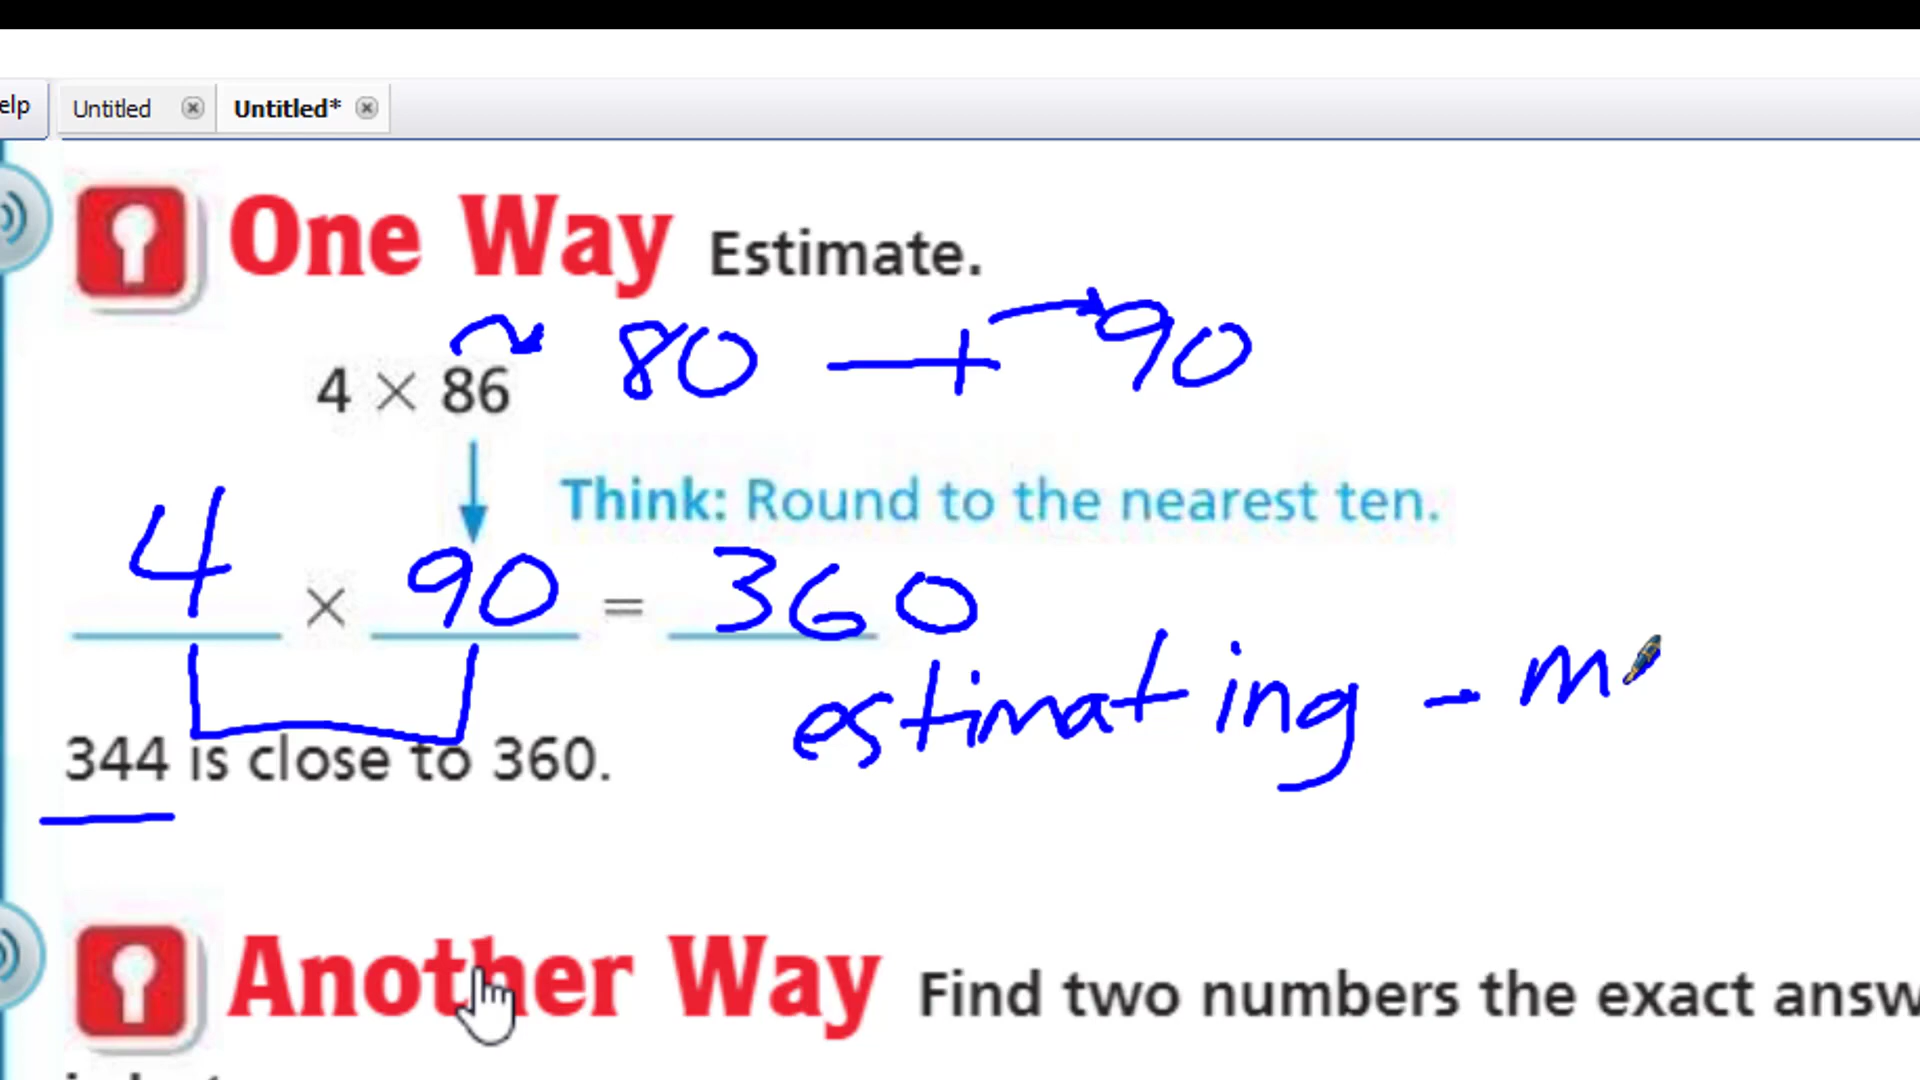 elp Untitled Untitled*
One Way Estimate.
80 90
4 × 86
Think: Round to the nearest ten.
4 × 90 = 360
estimating - m
344 is close to 360.
Another Way Find two numbers the exact answ